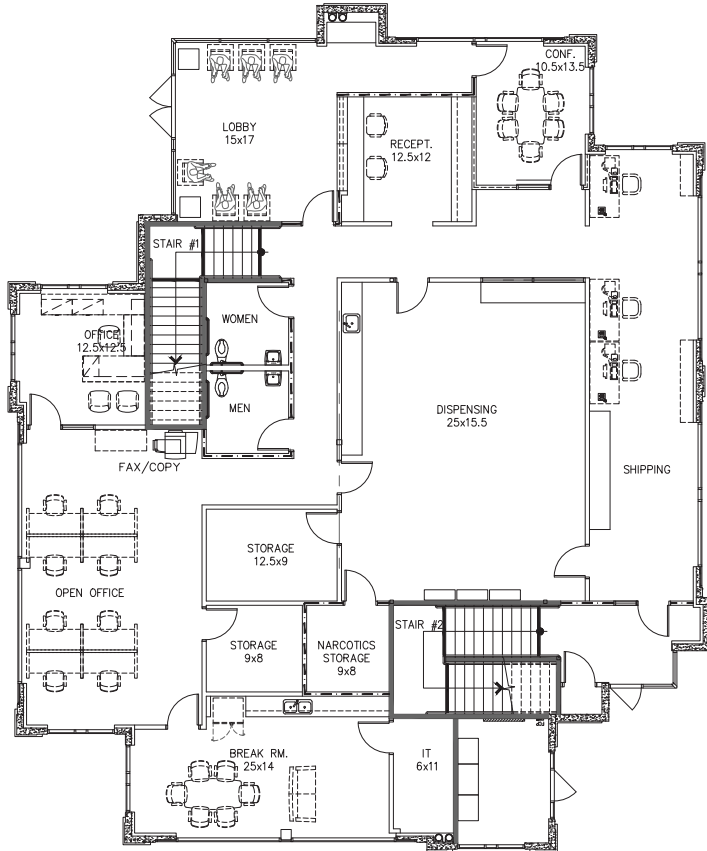 CONF.
10.5x13.5
LOBBY
15x17
RECEPT.
12.5x12
STAIR #1
WOMEN
OFFICE
12.5x12.5
MEN
DISPENSING
25x15.5
FAX/COPY
SHIPPING
STORAGE
12.5x9
OPEN OFFICE
STAIR #2
STORAGE
9x8
NARCOTICS
STORAGE
9x8
BREAK RM.
25x14
IT
6x11